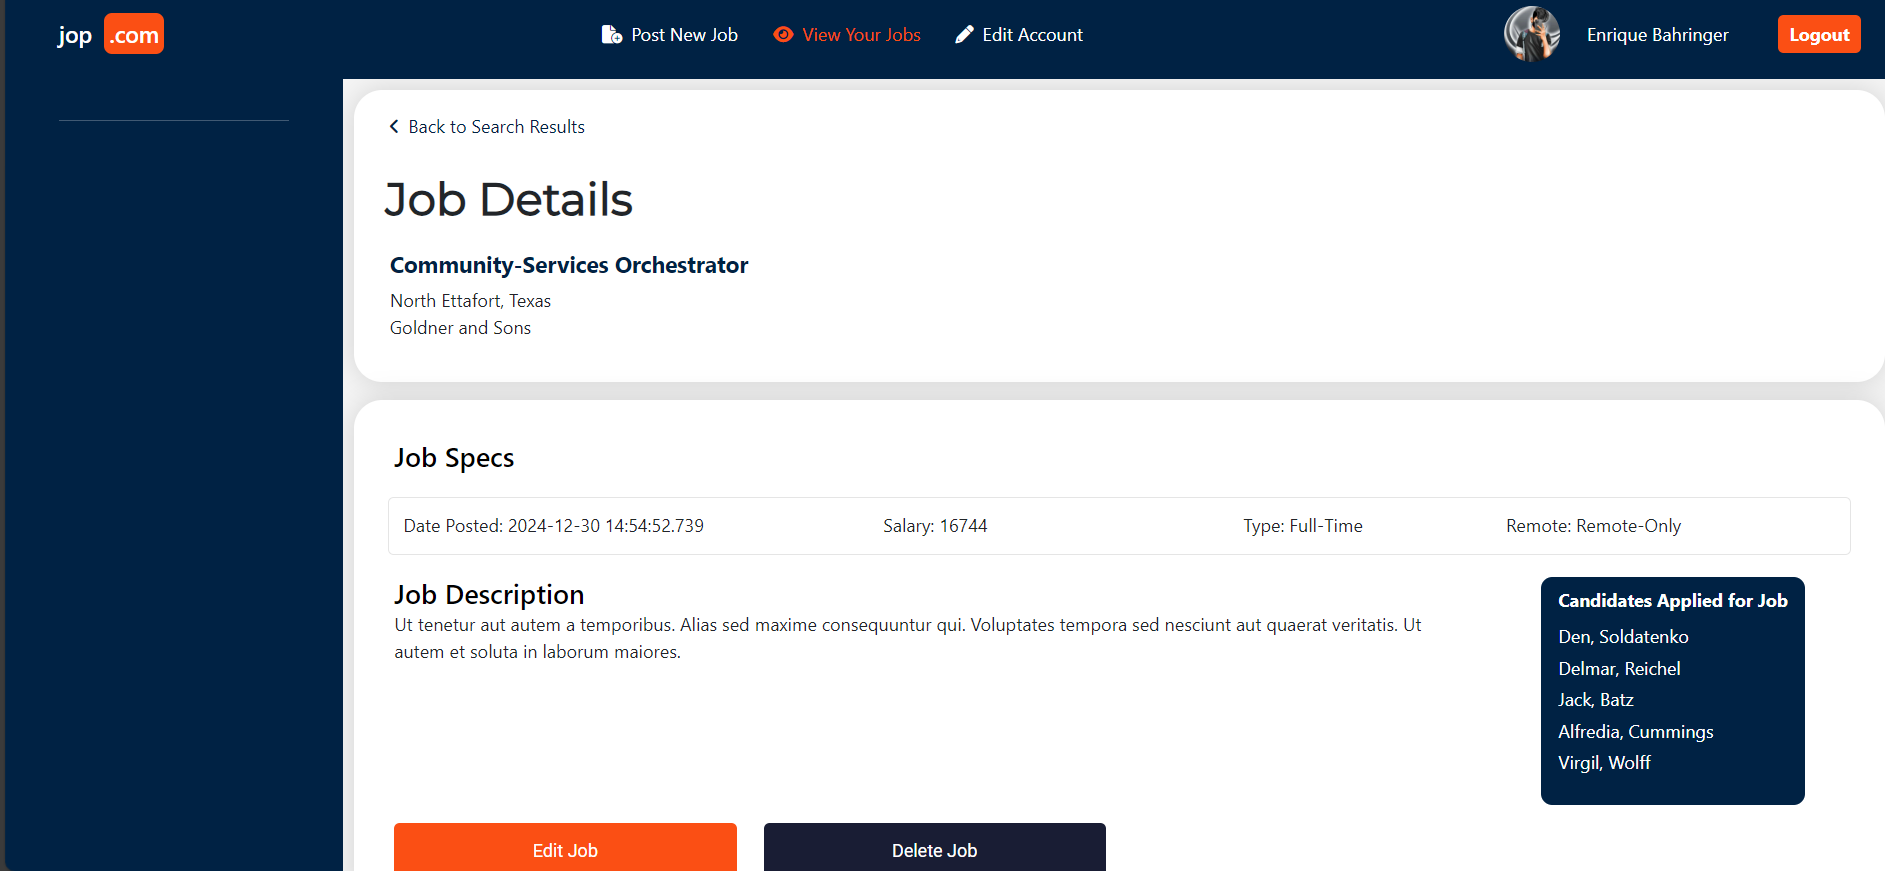 jop .com
Post New Job
View Your Jobs
Edit Account
Enrique Bahringer
Logout
Back to Search Results
Job Details
Community-Services Orchestrator
North Ettafort, Texas
Goldner and Sons
Job Specs
Date Posted: 2024-12-30 14:54:52.739
Salary: 16744
Type: Full-Time
Remote: Remote-Only
Job Description
Ut tenetur aut autem a temporibus. Alias sed maxime consequuntur qui. Voluptates tempora sed nesciunt aut quaerat veritatis. Ut
autem et soluta in laborum maiores.
Candidates Applied for Job
Den, Soldatenko
Delmar, Reichel
Jack, Batz
Alfredia, Cummings
Virgil, Wolff
Edit Job
Delete Job